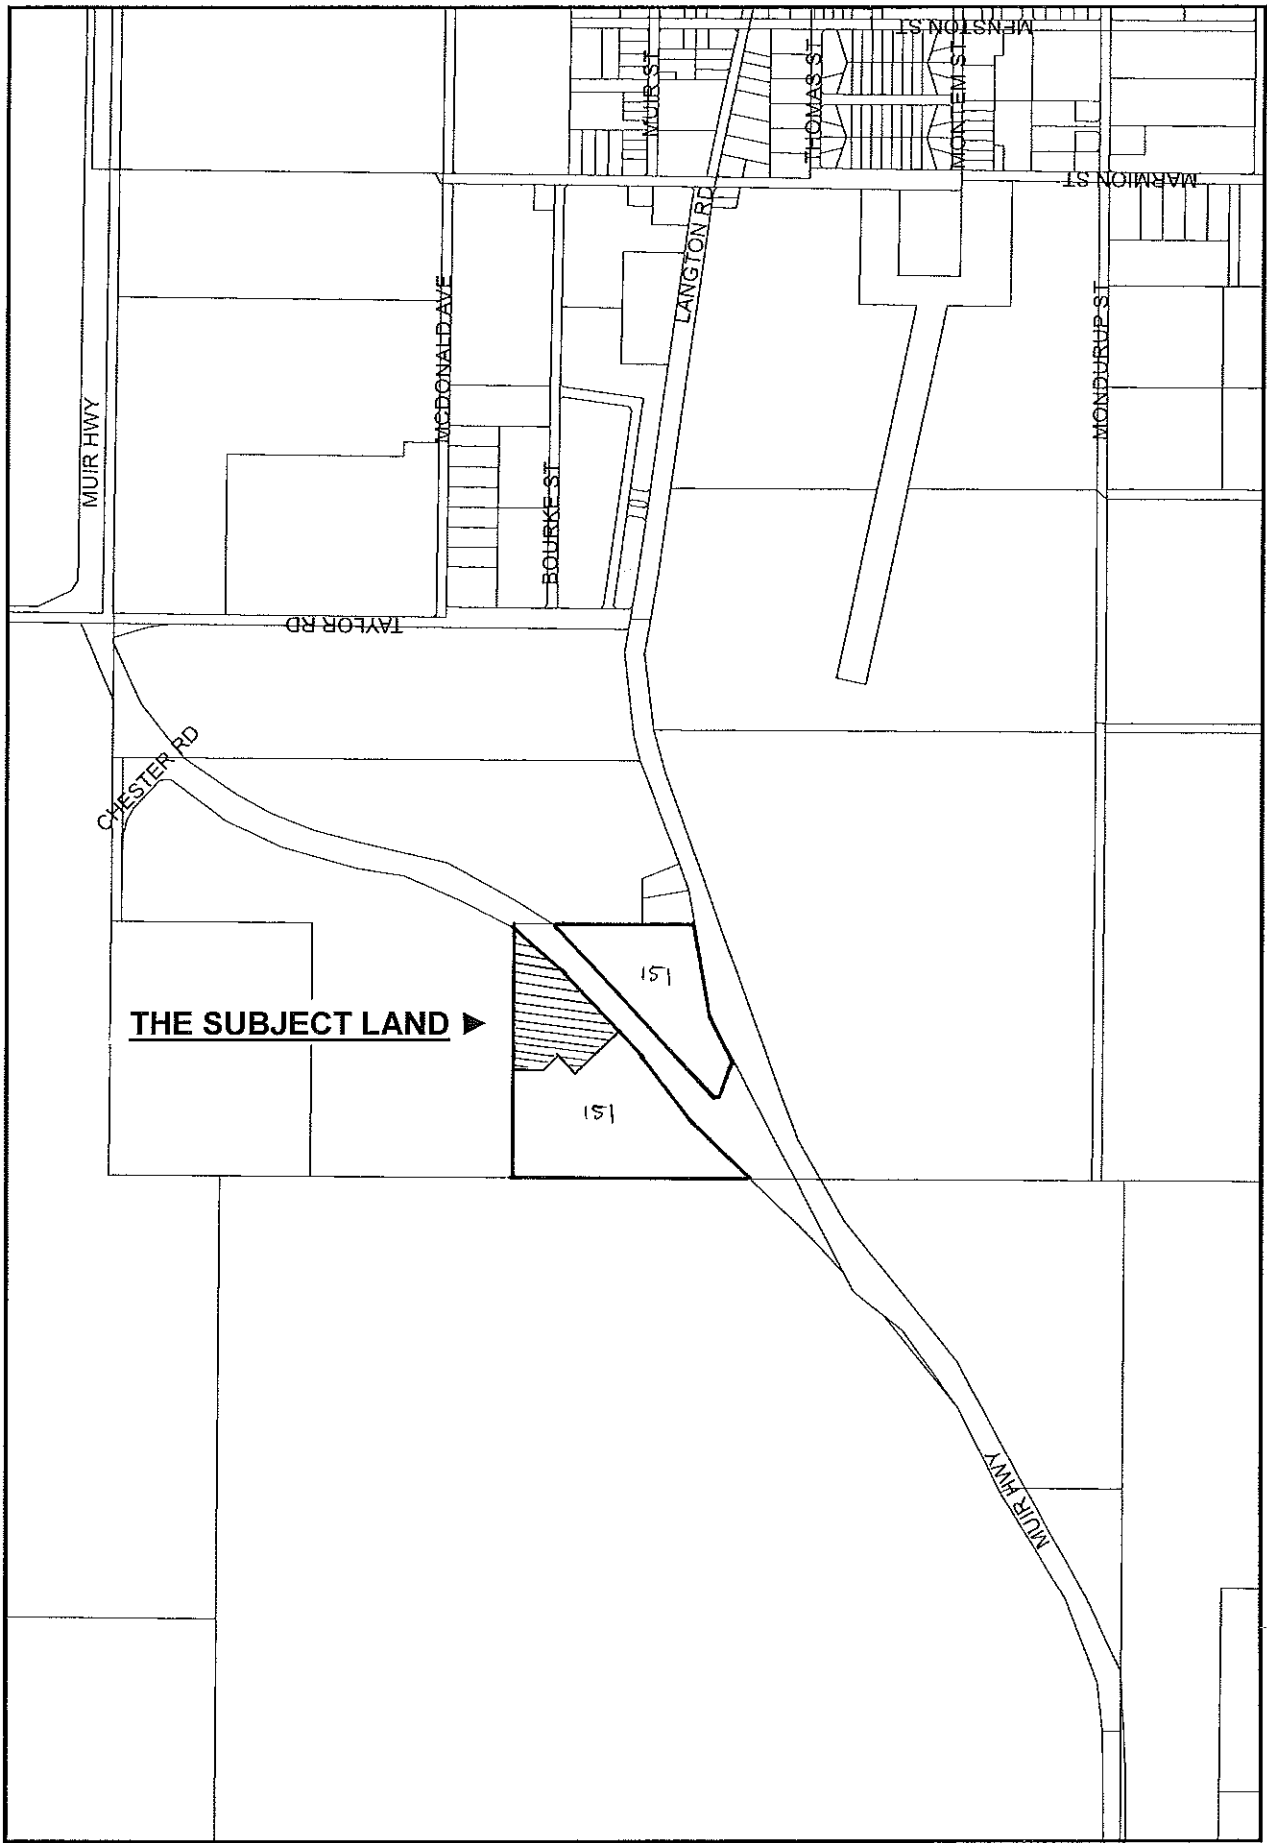 MENSTON ST
MUIR ST
THOMAS ST
MONTEM ST
MARMION ST
LANGTON RD
MCDONALD AVE
MONDURUP ST
MUIR HWY
BOURKE ST
TAYLOR RD
CHESTER RD
151
THE SUBJECT LAND
151
MUIR HWY